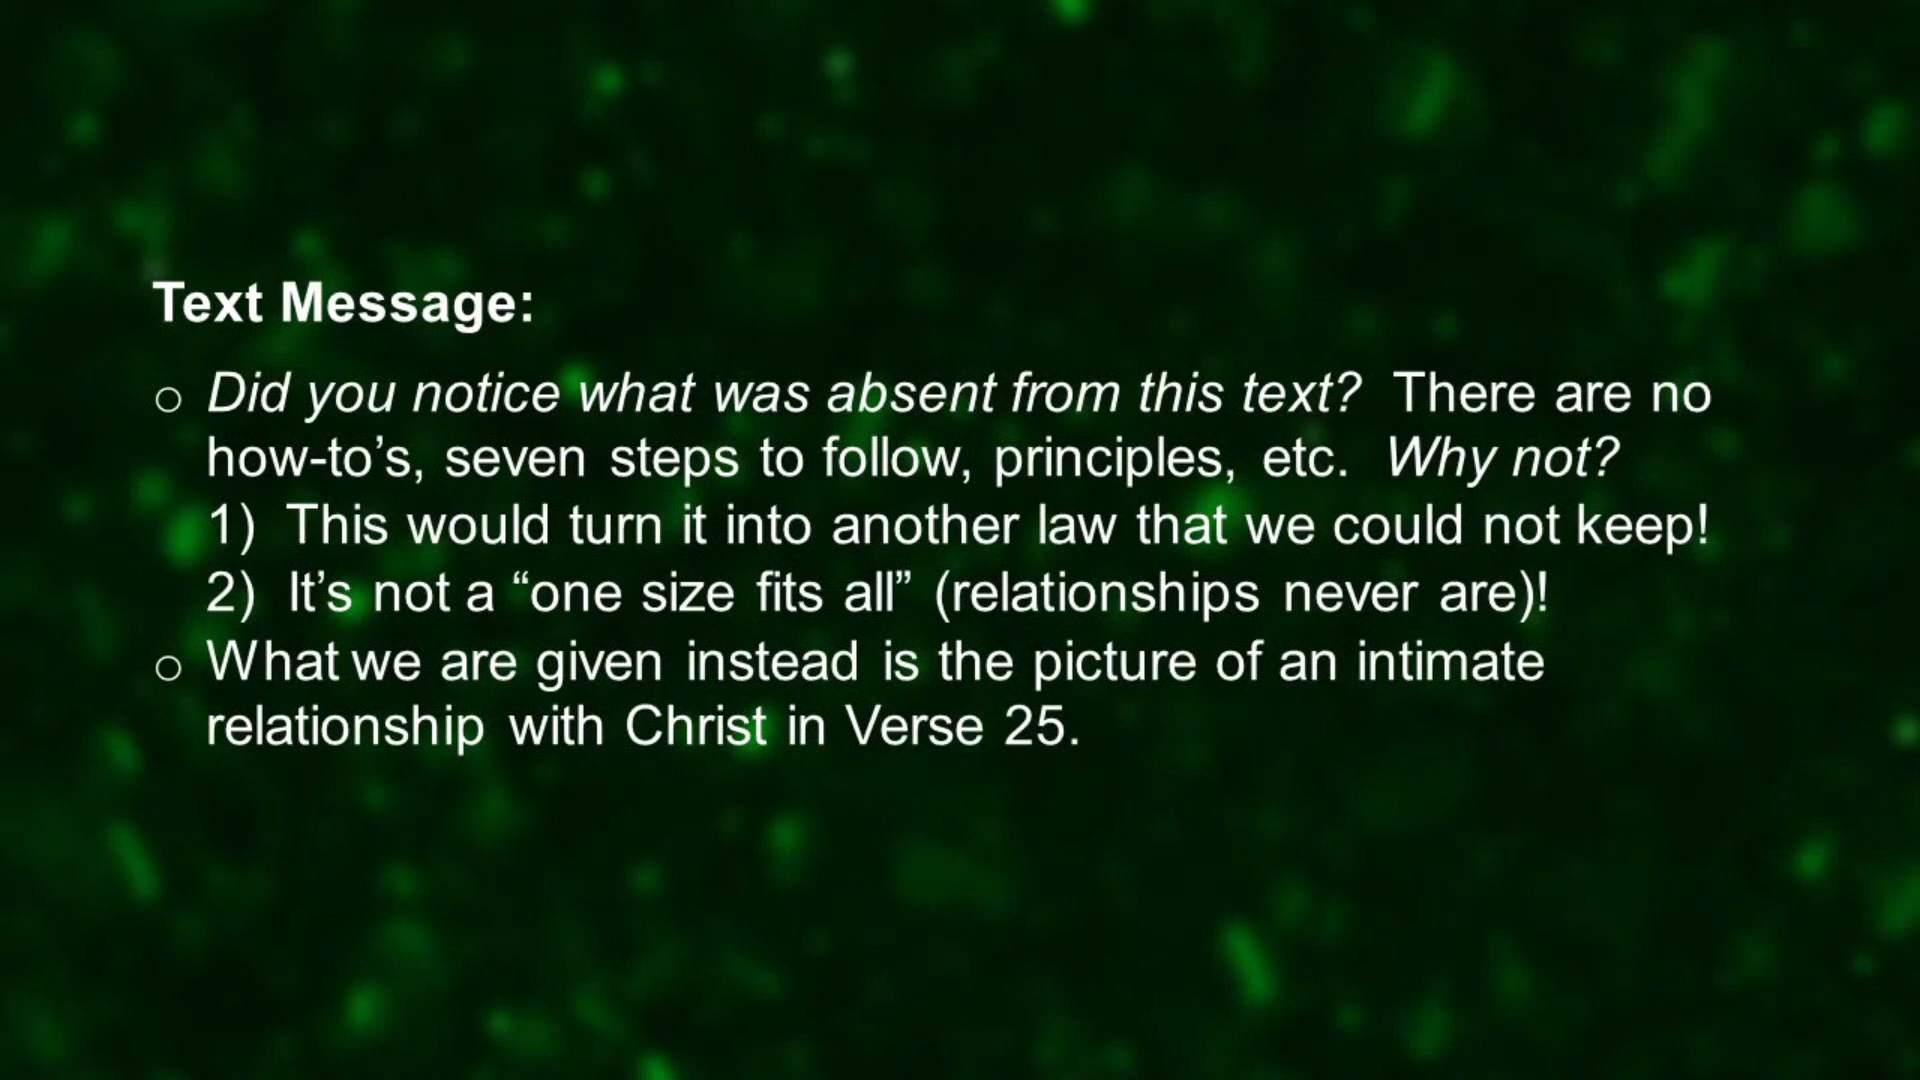 Text Message:
○ Did you notice what was absent from this text?  There are no
how-to’s, seven steps to follow, principles, etc.  Why not?
1)  This would turn it into another law that we could not keep!
2)  It’s not a “one size fits all” (relationships never are)!
○ What we are given instead is the picture of an intimate
relationship with Christ in Verse 25.